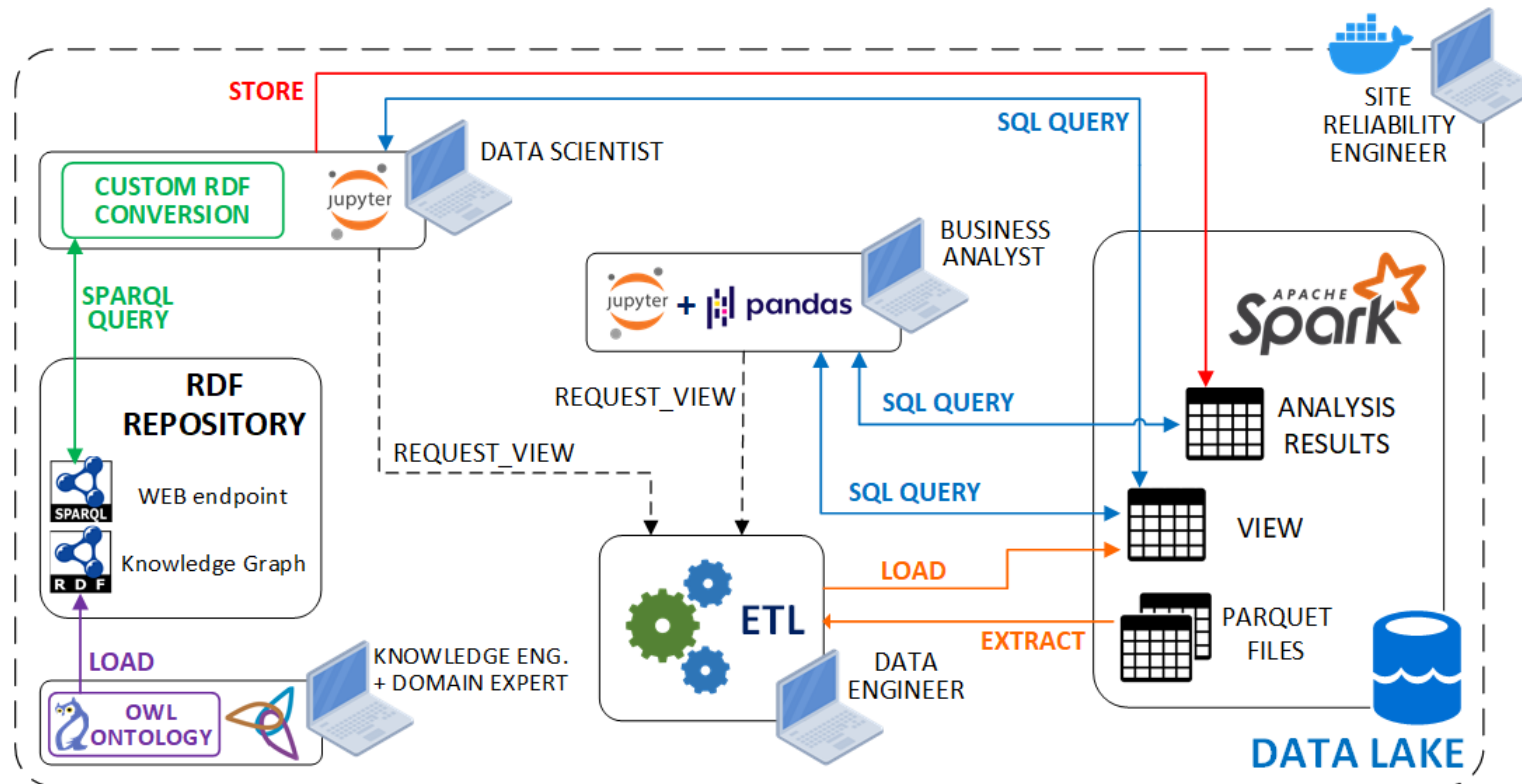 STORE
SQL QUERY
SITE
RELIABILITY
ENGINEER
DATA SCIENTIST
CUSTOM RDF
CONVERSION
jupyter
BUSINESS
ANALYST
jupyter + pandas
APACHE
Spark
SPARQL
QUERY
RDF
REPOSITORY
REQUEST_VIEW
REQUEST_VIEW
SQL QUERY
ANALYSIS
RESULTS
SPARQL
WEB endpoint
SQL QUERY
VIEW
RDF
Knowledge Graph
ETL
LOAD
EXTRACT
PARQUET
FILES
LOAD
KNOWLEDGE ENG.
+ DOMAIN EXPERT
DATA
ENGINEER
OWL
ONTOLOGY
DATA LAKE